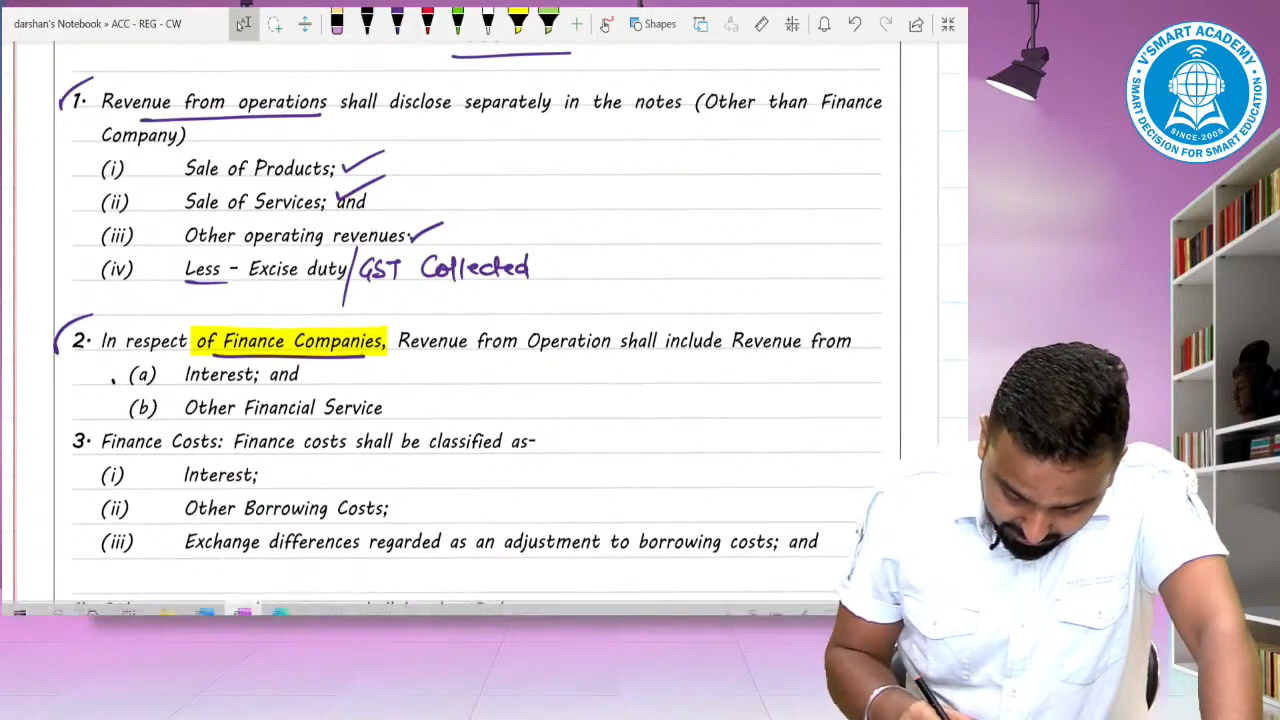 darshan's Notebook » ACC - REG - CW
Shapes
1. Revenue from operations shall disclose separately in the notes (Other than Finance
Company)
(i) Sale of Products;
(ii) Sale of Services; and
(iii) Other operating revenues.
(iv) Less - Excise duty/GST Collected
2. In respect of Finance Companies, Revenue from Operation shall include Revenue from
(a) Interest; and
(b) Other Financial Service
3. Finance Costs: Finance costs shall be classified as-
(i) Interest;
(ii) Other Borrowing Costs;
(iii) Exchange differences regarded as an adjustment to borrowing costs; and
V'SMART ACADEMY
SINCE-2005
SMART DECISION FOR SMART EDUCATION